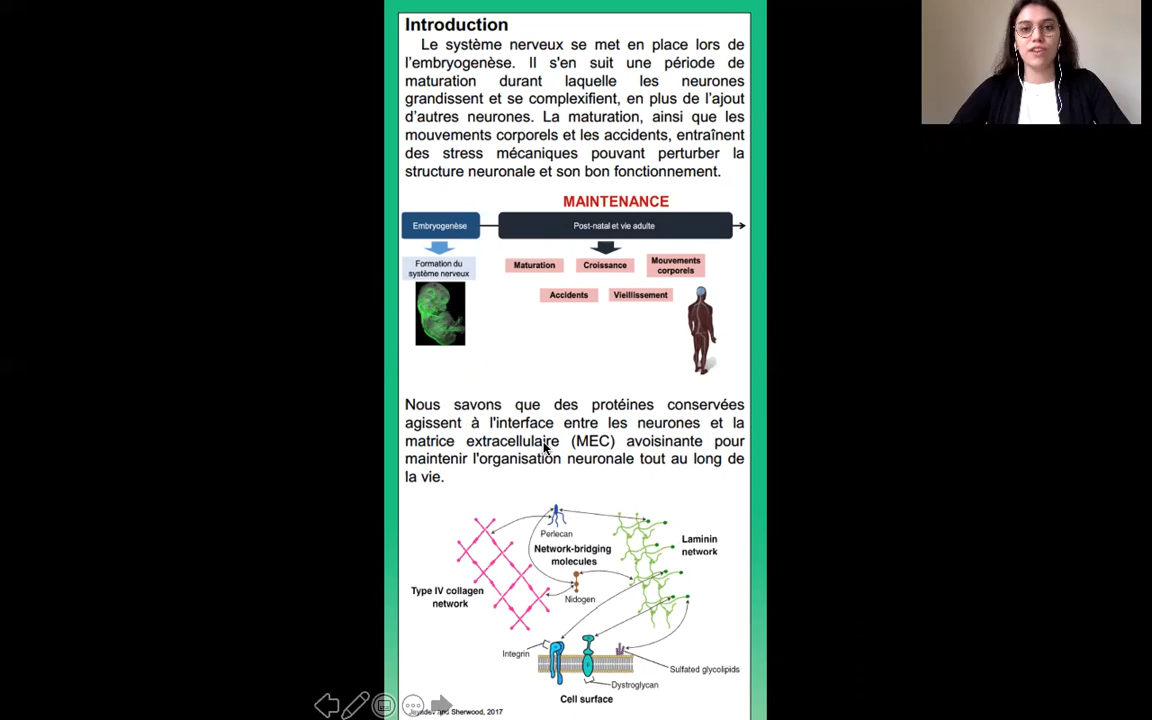 Introduction
Le système nerveux se met en place lors de
l'embryogenèse. Il s'en suit une période de
maturation durant laquelle les neurones
grandissent et se complexifient, en plus de l'ajout
d'autres neurones. La maturation, ainsi que les
mouvements corporels et les accidents, entraînent
des stress mécaniques pouvant perturber la
structure neuronale et son bon fonctionnement.
MAINTENANCE
Embryogenèse
Post-natal et vie adulte
Formation du
système nerveux
Maturation
Croissance
Mouvements
corporels
Accidents
Vieillissement
Nous savons que des protéines conservées
agissent à l'interface entre les neurones et la
matrice extracellulaire (MEC) avoisinante pour
maintenir l'organisation neuronale tout au long de
la vie.
Perlecan
Network-bridging
molecules
Laminin
network
Type IV collagen
network
Nidogen
Integrin
Sulfated glycolipids
Dystroglycan
Cell surface
and Sherwood, 2017